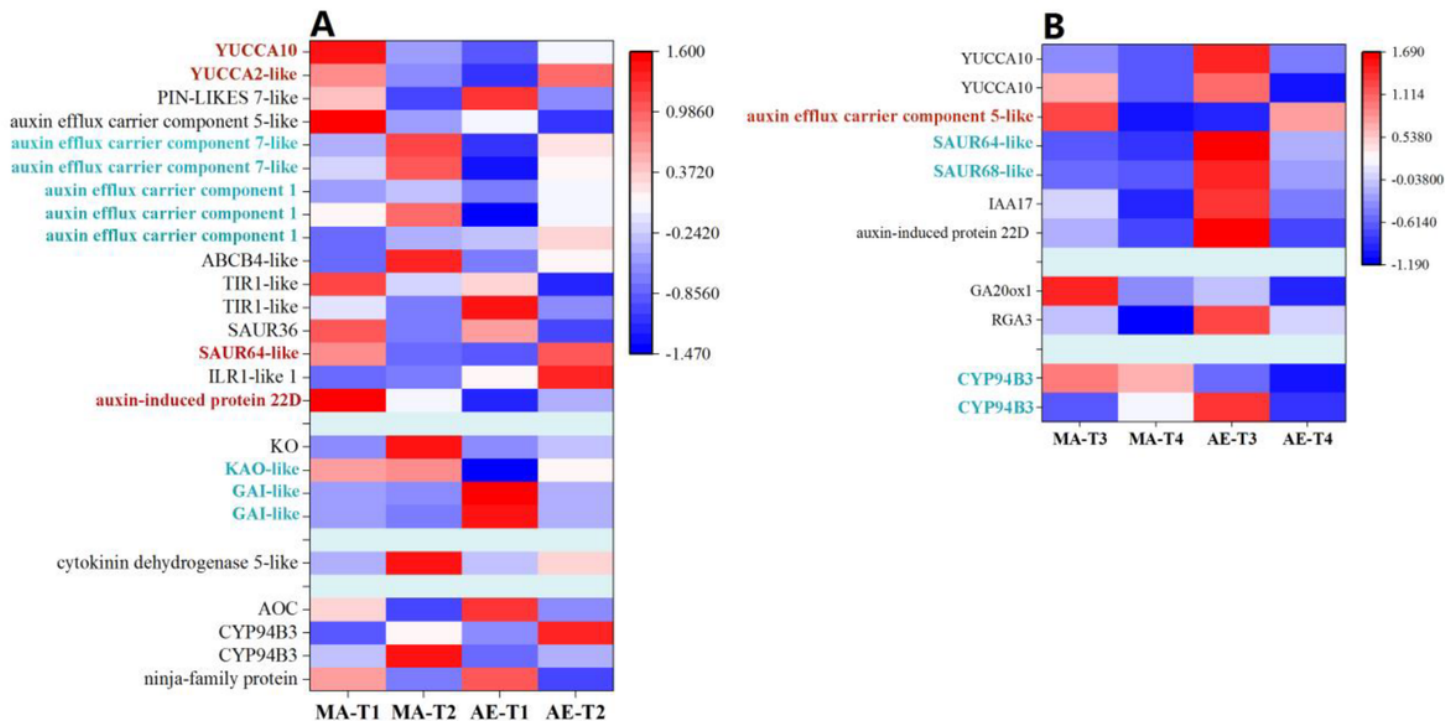 A
YUCCA10
YUCCA2-like
PIN-LIKES 7-like
auxin efflux carrier component 5-like
auxin efflux carrier component 7-like
auxin efflux carrier component 7-like
auxin efflux carrier component 1
auxin efflux carrier component 1
auxin efflux carrier component 1
ABCB4-like
TIR1-like
TIR1-like
SAUR36
SAUR64-like
ILR1-like 1
auxin-induced protein 22D
KO
KAO-like
GAI-like
GAI-like
cytokinin dehydrogenase 5-like
AOC
CYP94B3
CYP94B3
ninja-family protein
MA-T1 MA-T2 AE-T1 AE-T2
1.600
0.9860
0.3720
-0.2420
-0.8560
-1.470
B
YUCCA10
YUCCA10
auxin efflux carrier component 5-like
SAUR64-like
SAUR68-like
IAA17
auxin-induced protein 22D
GA20ox1
RGA3
CYP94B3
CYP94B3
MA-T3 MA-T4 AE-T3 AE-T4
1.690
1.114
0.5380
-0.03800
-0.6140
-1.190